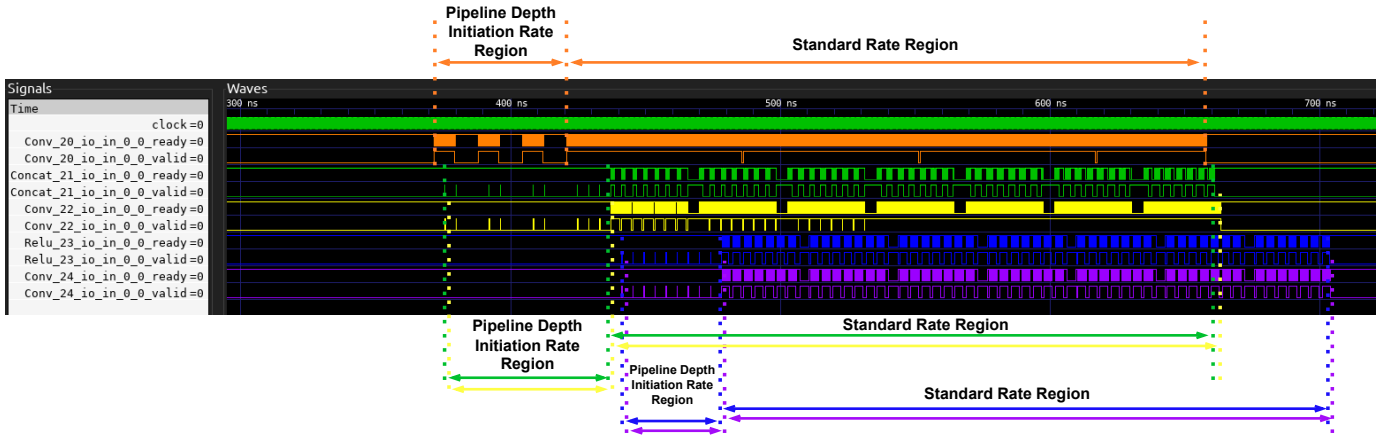 Pipeline Depth
Initiation Rate
Region
Standard Rate Region
Signals
Waves
Time
300 ns
400 ns
500 ns
600 ns
700 ns
clock=0
Conv_20_io_in_0_0_ready=0
Conv_20_io_in_0_0_valid=0
Concat_21_io_in_0_0_ready=0
Concat_21_io_in_0_0_valid=0
Conv_22_io_in_0_0_ready=0
Conv_22_io_in_0_0_valid=0
Relu_23_io_in_0_0_ready=0
Relu_23_io_in_0_0_valid=0
Conv_24_io_in_0_0_ready=0
Conv_24_io_in_0_0_valid=0
Pipeline Depth
Initiation Rate
Region
Standard Rate Region
Pipeline Depth
Initiation Rate
Region
Standard Rate Region